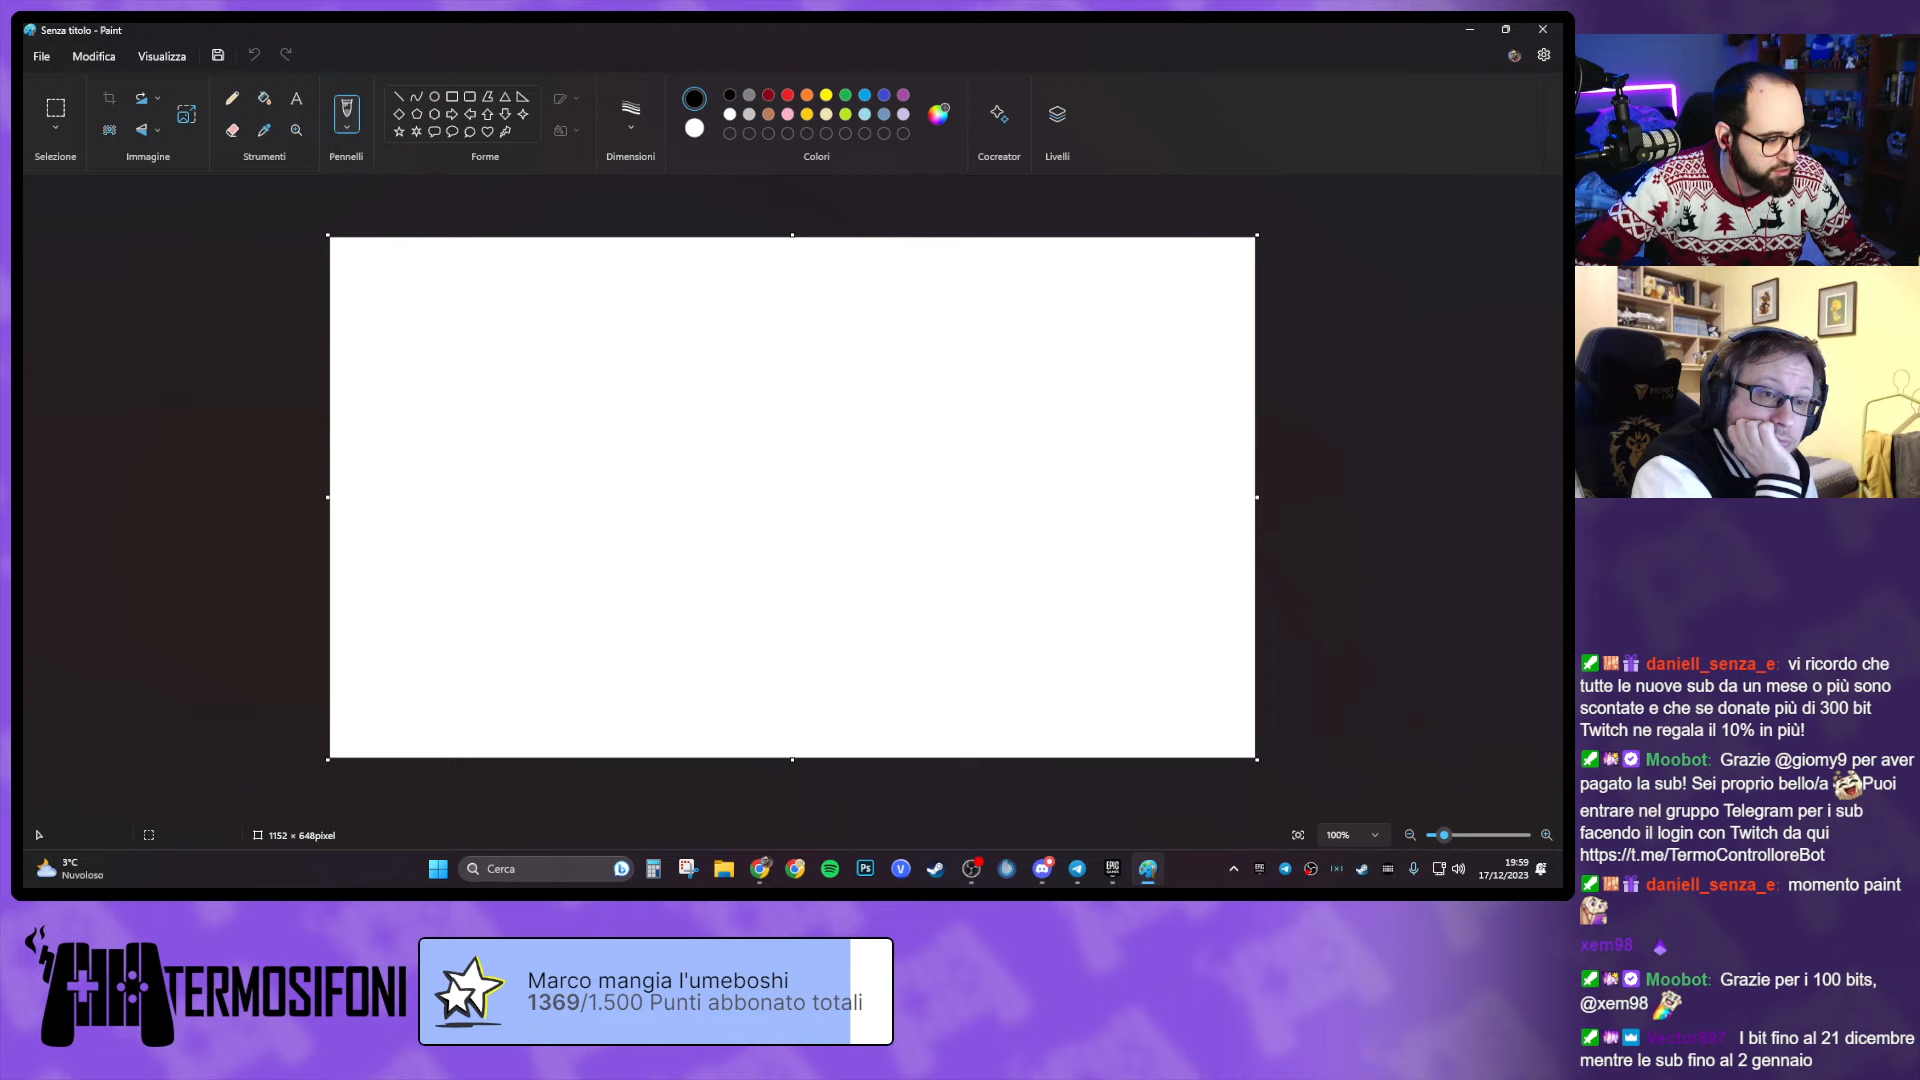 Senza titolo - Paint
File
Modifica
Visualizza
Selezione
Immagine
Strumenti
Pennelli
Forme
Dimensioni
Colori
Cocreator
Livelli
1152 × 648pixel
100%
3°C
Nuvoloso
Cerca
19:59
17/12/2023
daniell_senza_e: vi ricordo che
tutte le nuove sub da un mese o più sono
scontate e che se donate più di 300 bit
Twitch ne regala il 10% in più!
Moobot: Grazie @giomy9 per aver
pagato la sub! Sei proprio bello/a Puoi
entrare nel gruppo Telegram per i sub
facendo il login con Twitch da qui
https://t.me/TermoControlloreBot
daniell_senza_e: momento paint
xem98
Moobot: Grazie per i 100 bits,
@xem98
Vector897 I bit fino al 21 dicembre
mentre le sub fino al 2 gennaio
TERMOSIFONI
Marco mangia l'umeboshi
1369/1.500 Punti abbonato totali